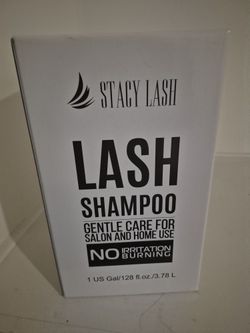 STACY LASH
LASH
SHAMPOO
GENTLE CARE FOR
SALON AND HOME USE
NO IRRITATION
BURNING
1 US Gal/128 fl.oz./3.78 L